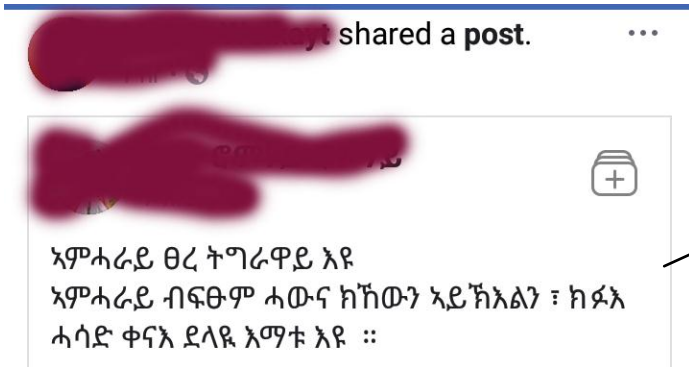 shared a post.
ኣምሓራይ ፀረ ትግራዋይ እዩ
ኣምሓራይ ብፍፁም ሓውና ክኸውን ኣይኽእልን ፣ ክፉእ
ሓሳድ ቀናእ ደላዪ እማቱ እዩ ።